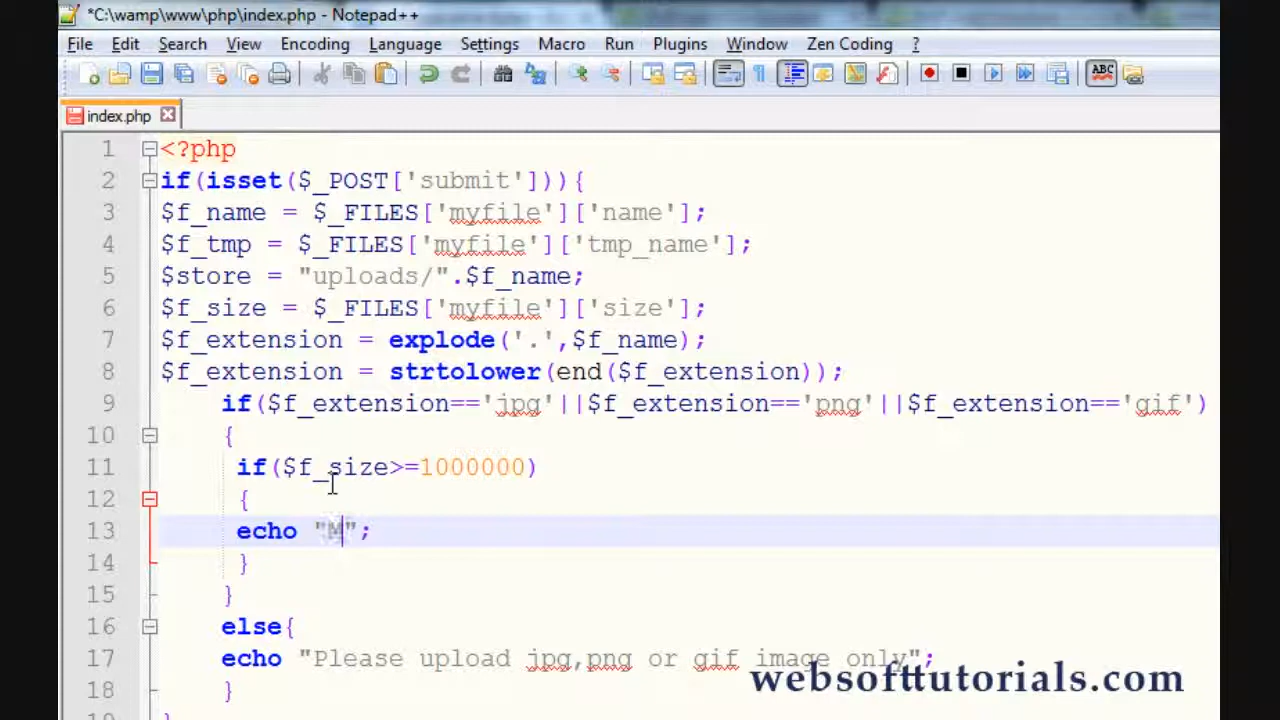 *C:\wamp\www\php\index.php - Notepad++
File Edit Search View Encoding Language Settings Macro Run Plugins Window Zen Coding ?
ABC
index.php
1 <?php
2 if(isset($_POST['submit'])){
3 $f_name = $_FILES['myfile']['name'];
4 $f_tmp = $_FILES['myfile']['tmp_name'];
5 $store = "uploads/".$f_name;
6 $f_size = $_FILES['myfile']['size'];
7 $f_extension = explode('.',$f_name);
8 $f_extension = strtolower(end($f_extension));
9 if($f_extension=='jpg'||$f_extension=='png'||$f_extension=='gif')
10 {
11 if($f_size>=1000000)
12 {
13 echo "M";
14 }
15 }
16 else{
17 echo "Please upload jpg,png or gif image only";
18 }
websofttutorials.com